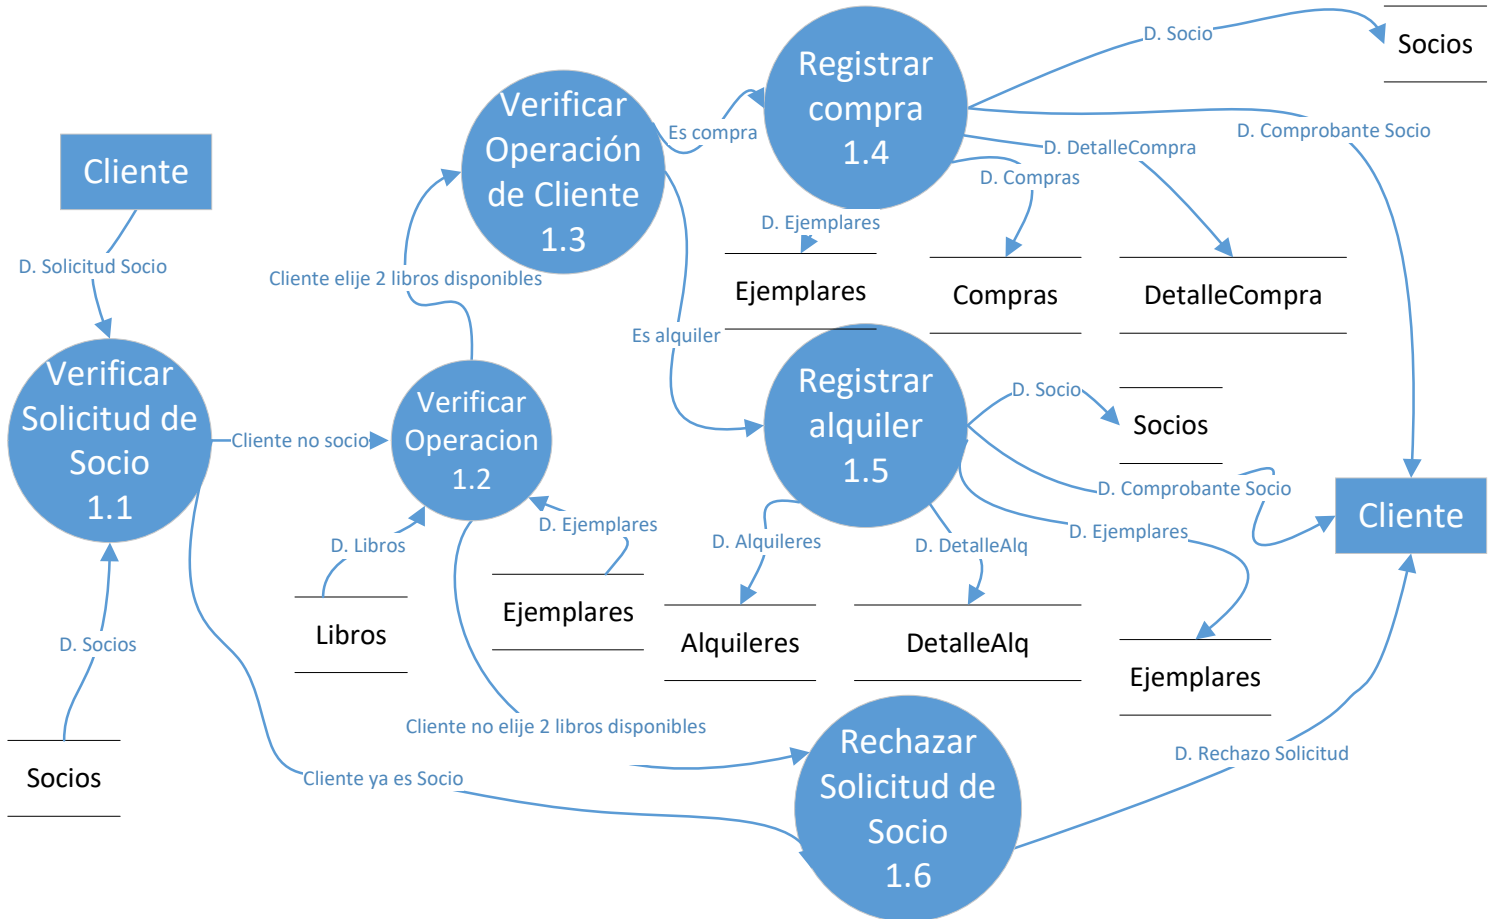 Cliente
D. Solicitud Socio
Verificar
Solicitud de
Socio
1.1
D. Socios
Socios
Cliente no socio
Cliente ya es Socio
Verificar
Operacion
1.2
D. Libros
Libros
D. Ejemplares
Ejemplares
Cliente elije 2 libros disponibles
Cliente no elije 2 libros disponibles
Verificar
Operación
de Cliente
1.3
Es compra
Es alquiler
Registrar
compra
1.4
D. Socio
Socios
D. Comprobante Socio
D. DetalleCompra
D. Compras
D. Ejemplares
Ejemplares
Compras
DetalleCompra
Registrar
alquiler
1.5
D. Socio
Socios
D. Comprobante Socio
D. Ejemplares
D. Alquileres
D. DetalleAlq
Alquileres
DetalleAlq
Ejemplares
Cliente
Rechazar
Solicitud de
Socio
1.6
D. Rechazo Solicitud